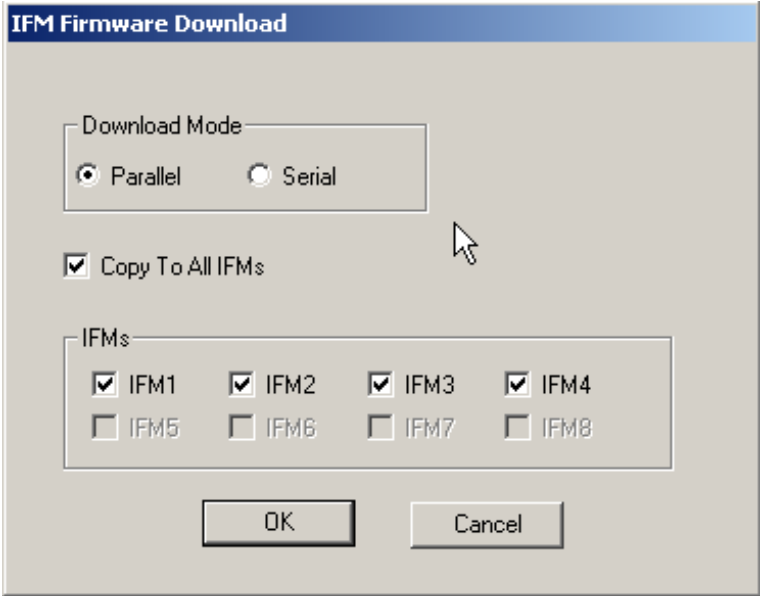 IFM Firmware Download
Download Mode
Parallel Serial
Copy To All IFMs
IFMs
IFM1 IFM2 IFM3 IFM4
IFM5 IFM6 IFM7 IFM8
OK Cancel